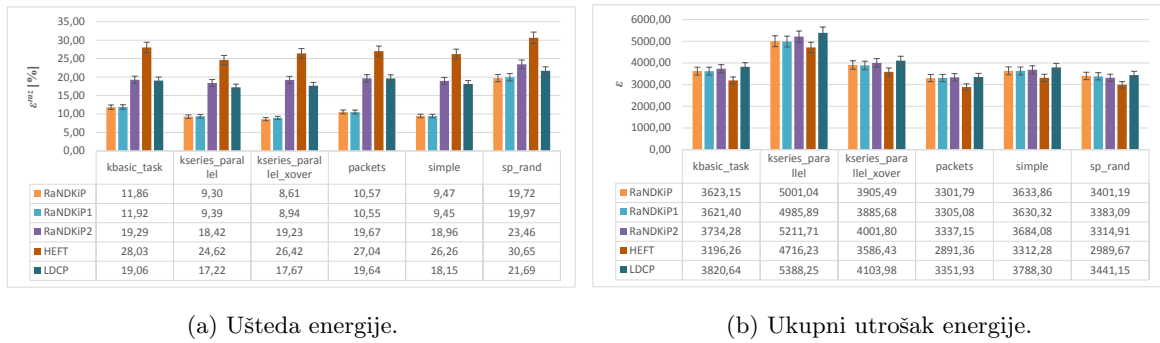 35,00
30,00
25,00
20,00
15,00
10,00
5,00
0,00
ε^mz [%]
kbasic_task kseries_paral kseries_paral packets simple sp_rand
lel lel_xover
RaNDKiP 11,86 9,30 8,61 10,57 9,47 19,72
RaNDKiP1 11,92 9,39 8,94 10,55 9,45 19,97
RaNDKiP2 19,29 18,42 19,23 19,67 18,96 23,46
HEFT 28,03 24,62 26,42 27,04 26,26 30,65
LDCP 19,06 17,22 17,67 19,64 18,15 21,69
(a) Ušteda energije.
6000,00
5000,00
4000,00
3000,00
2000,00
1000,00
0,00
ε
kbasic_task kseries_para kseries_para packets simple sp_rand
llel llel_xover
RaNDKiP 3623,15 5001,04 3905,49 3301,79 3633,86 3401,19
RaNDKiP1 3621,40 4985,89 3885,68 3305,08 3630,32 3383,09
RaNDKiP2 3734,28 5211,71 4001,80 3337,15 3684,08 3314,91
HEFT 3196,26 4716,23 3586,43 2891,36 3312,28 2989,67
LDCP 3820,64 5388,25 4103,98 3351,93 3788,30 3441,15
(b) Ukupni utrošak energije.